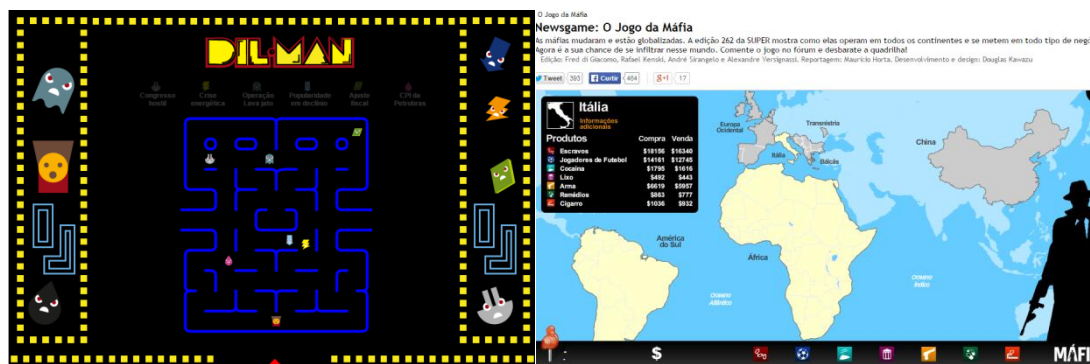 DILMAN
Congresso hostil
Crise energética
Operação Lava jato
Popularidade em declínio
Ajuste fiscal
CPI da Petrobras
O Jogo da Máfia
Newsgame: O Jogo da Máfia
As máfias mudaram e estão globalizadas. A edição 262 da SUPER mostra como elas operam em todos os continentes e se metem em todo tipo de negó
Agora é a sua chance de se infiltrar nesse mundo. Comente o jogo no fórum e desbarate a quadrilha!
Edição: Fred di Giacomo, Rafael Kenski, André Sirangelo e Alexandre Versignassi. Reportagem: Maurício Horta. Desenvolvimento e design: Douglas Kawazu
Tweet 393 Curtir 484 g+1 17
Itália
Informações
adicionais
Produtos Compra Venda
Escravos $18156 $16340
Jogadores de Futebol $14161 $12745
Cocaína $1795 $1616
Lixo $492 $443
Arma $6619 $5957
Remédios $863 $777
Cigarro $1036 $932
Europa
Ocidental
Transnístria
Itália
Bálcãs
China
América
do Sul
África
Oceano
Atlântico
Oceano
Índico
: $ MÁF